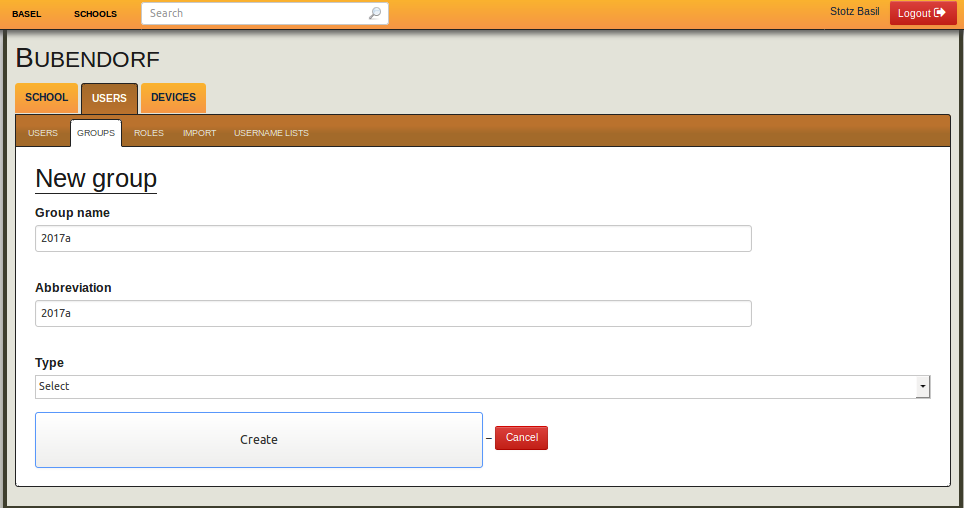 BASEL SCHOOLS Search Stotz Basil Logout
BUBENDORF
SCHOOL USERS DEVICES
USERS GROUPS ROLES IMPORT USERNAME LISTS
New group
Group name
2017a
Abbreviation
2017a
Type
Select
Create – Cancel